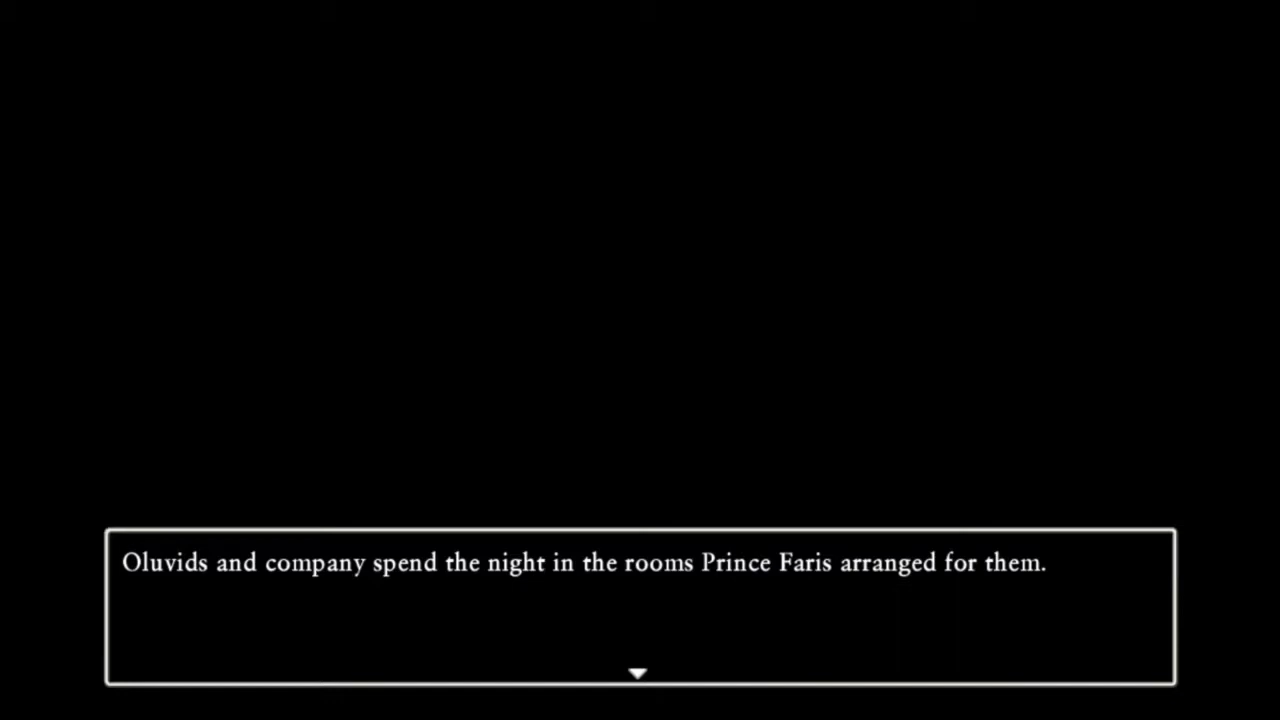 Oluvids and company spend the night in the rooms Prince Faris arranged for them.